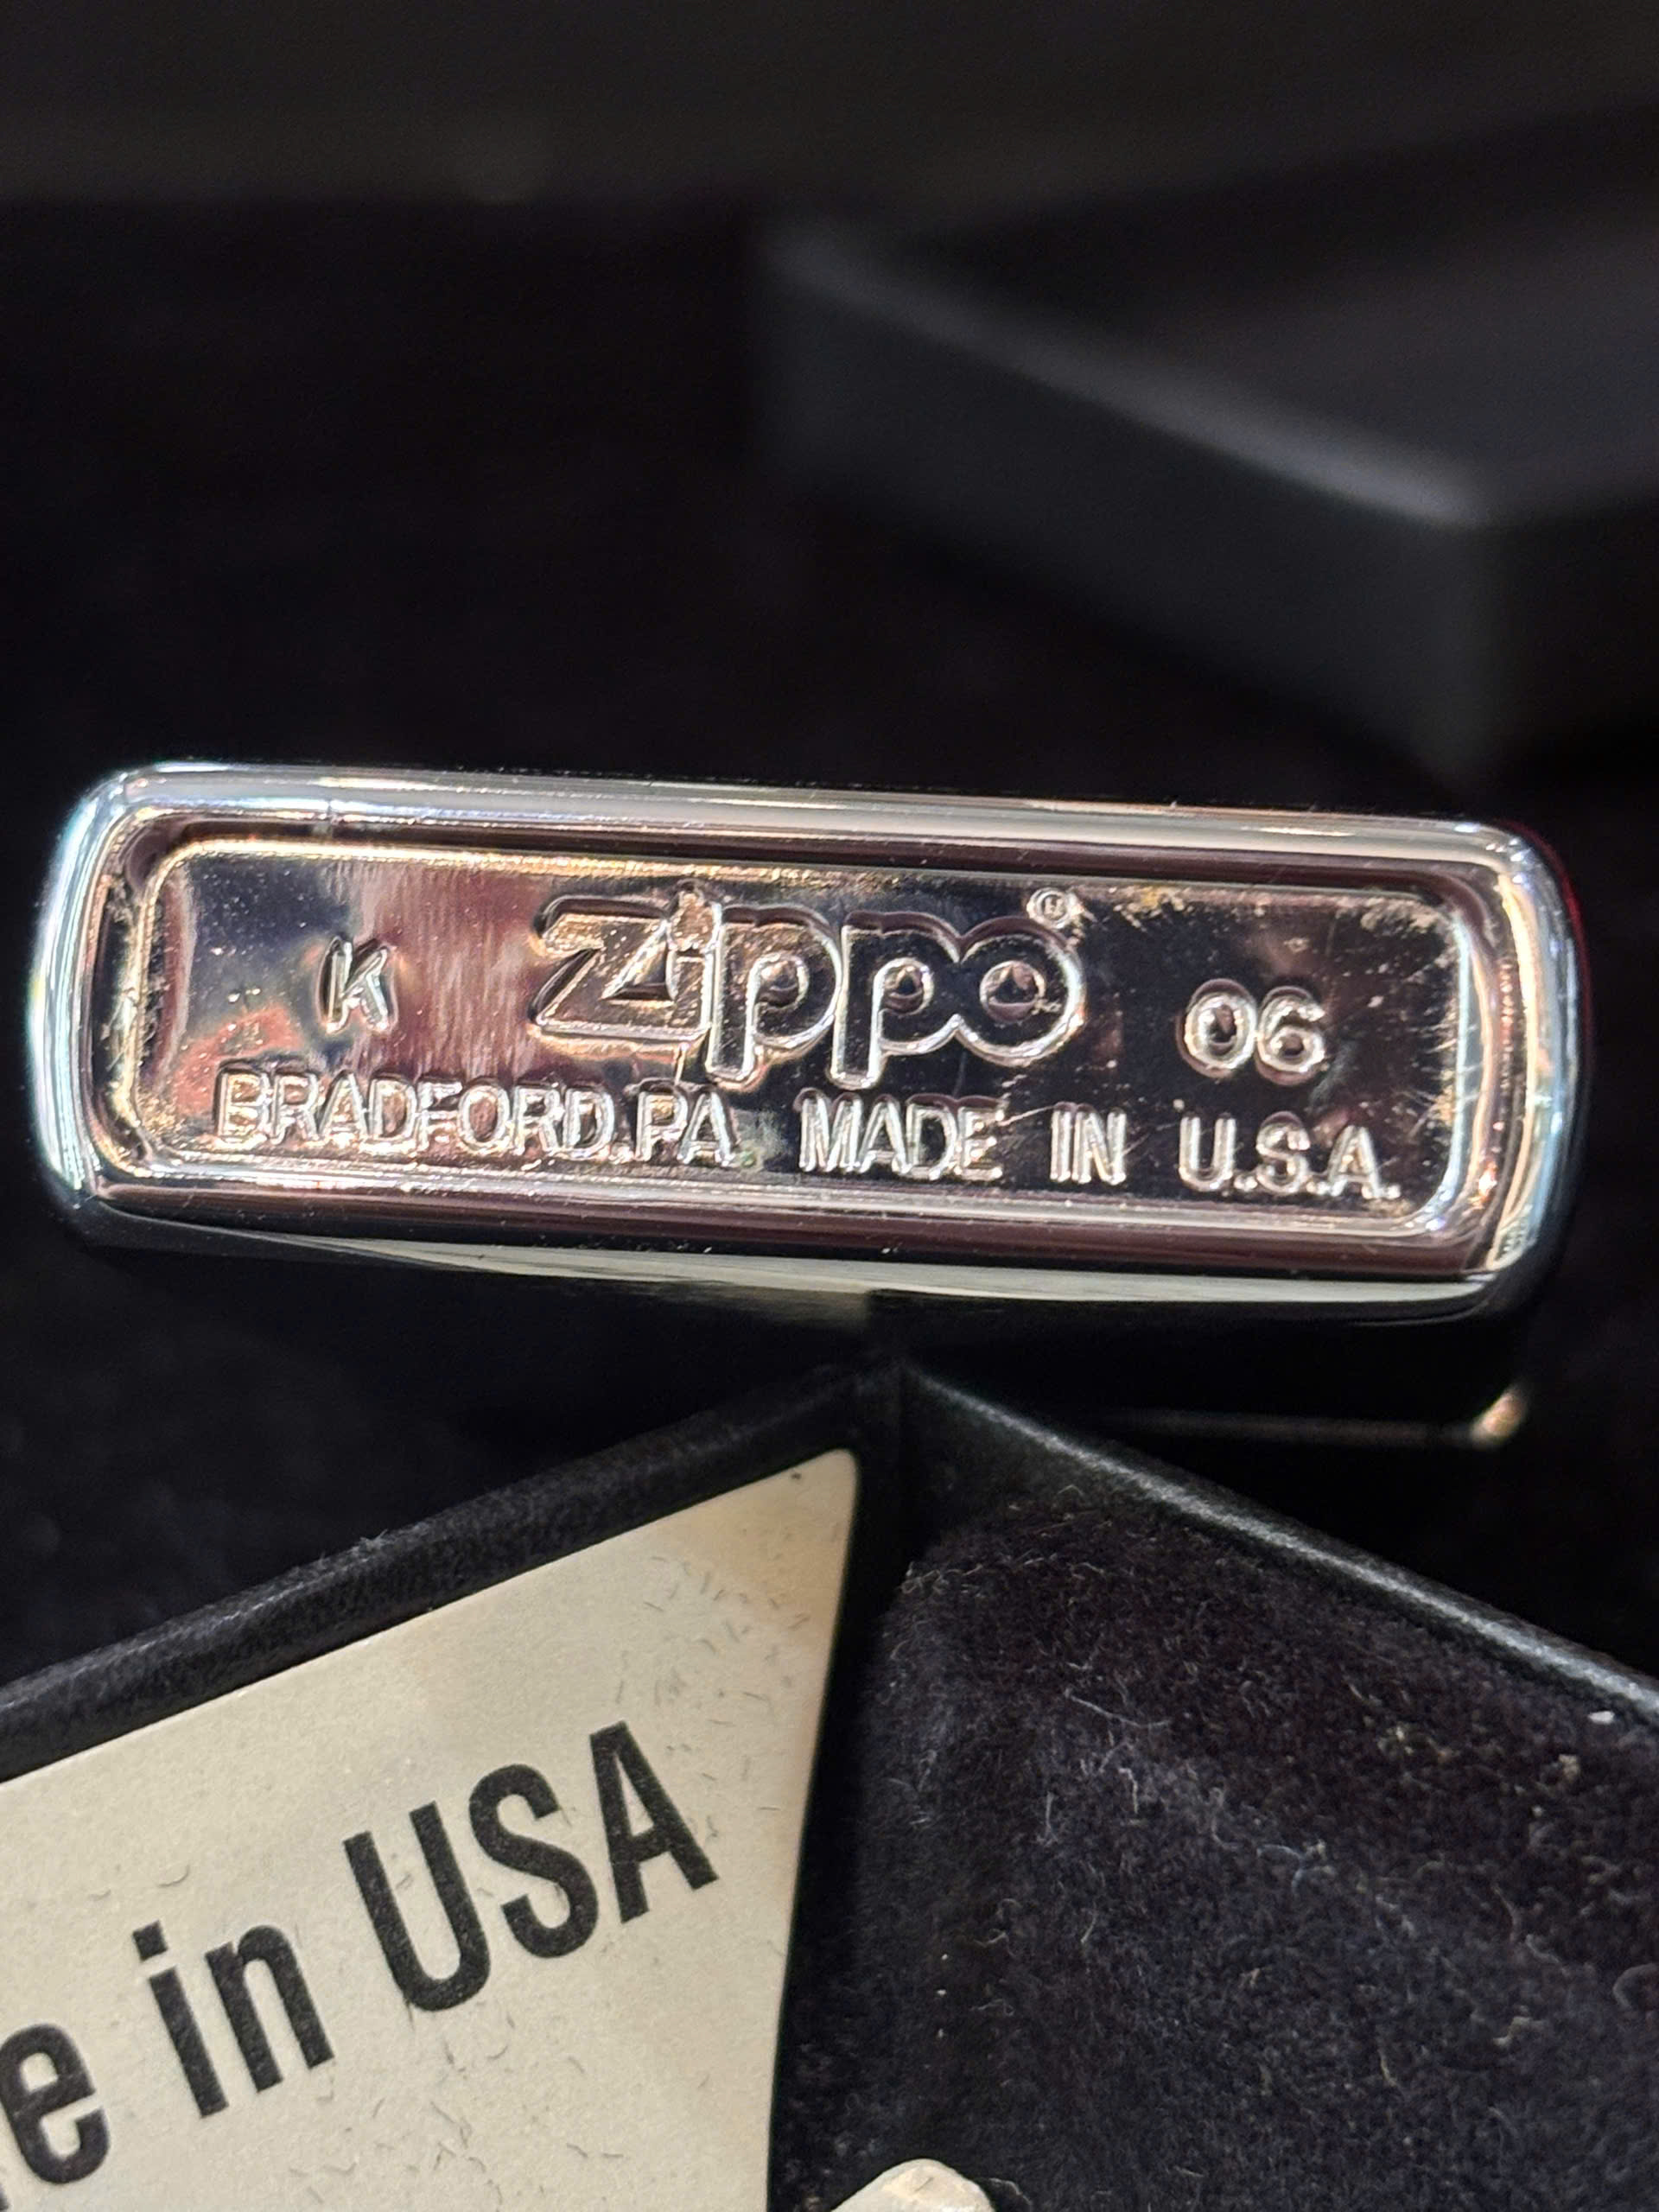 K Zippo® 06
BRADFORD,PA. MADE IN U.S.A.
e in USA